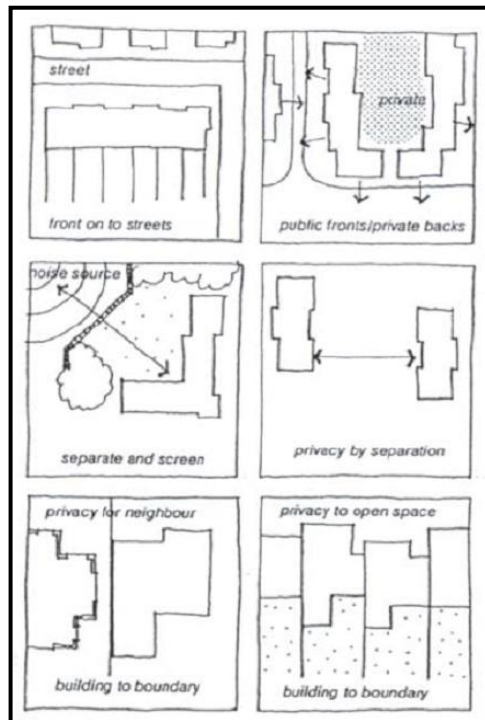 street
front on to streets
private
public fronts/private backs
noise source
separate and screen
privacy by separation
privacy for neighbour
building to boundary
privacy to open space
building to boundary